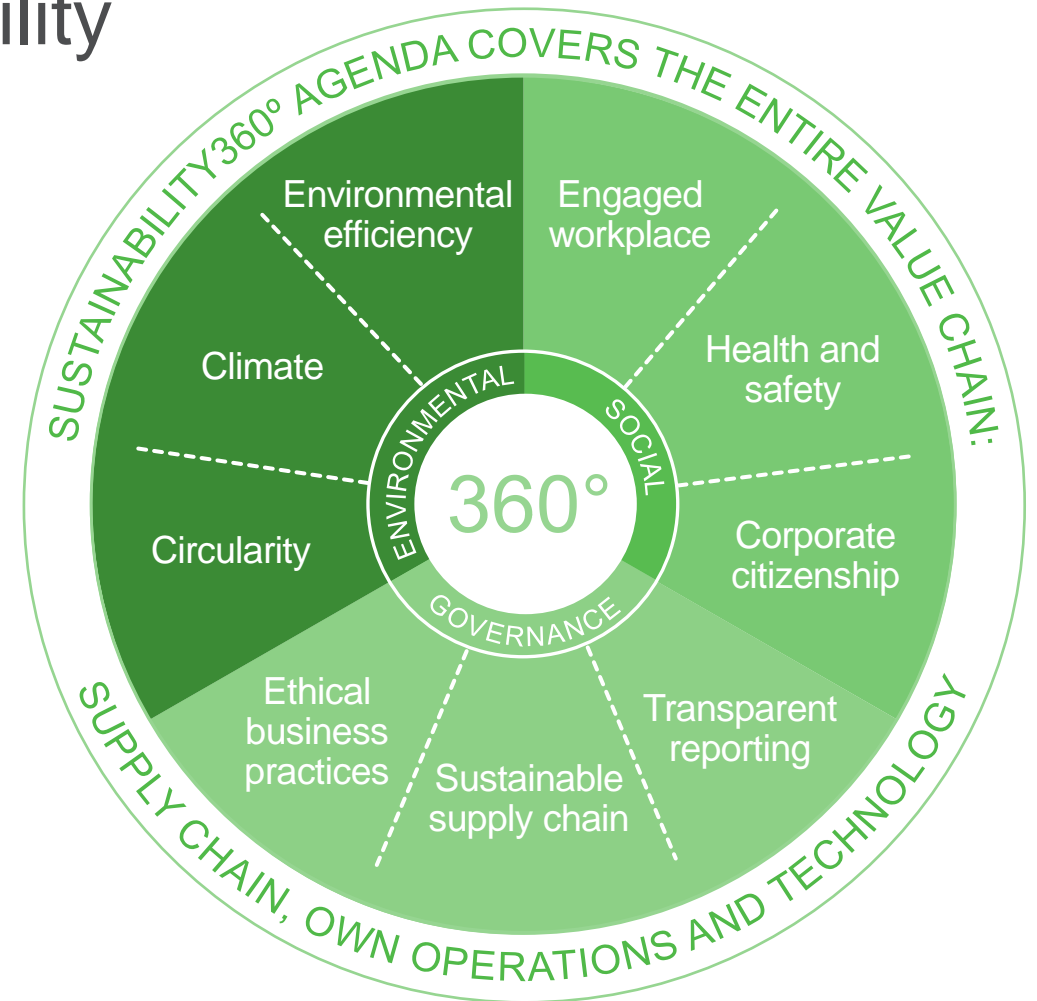 ility
SUSTAINABILITY360º AGENDA COVERS THE ENTIRE VALUE CHAIN:
Environmental
efficiency
Engaged
workplace
Climate
Health and
safety
Circularity
Corporate
citizenship
ENVIRONMENTAL
SOCIAL
GOVERNANCE
360°
Ethical
business
practices
Sustainable
supply chain
Transparent
reporting
SUPPLY CHAIN, OWN OPERATIONS AND TECHNOLOGY